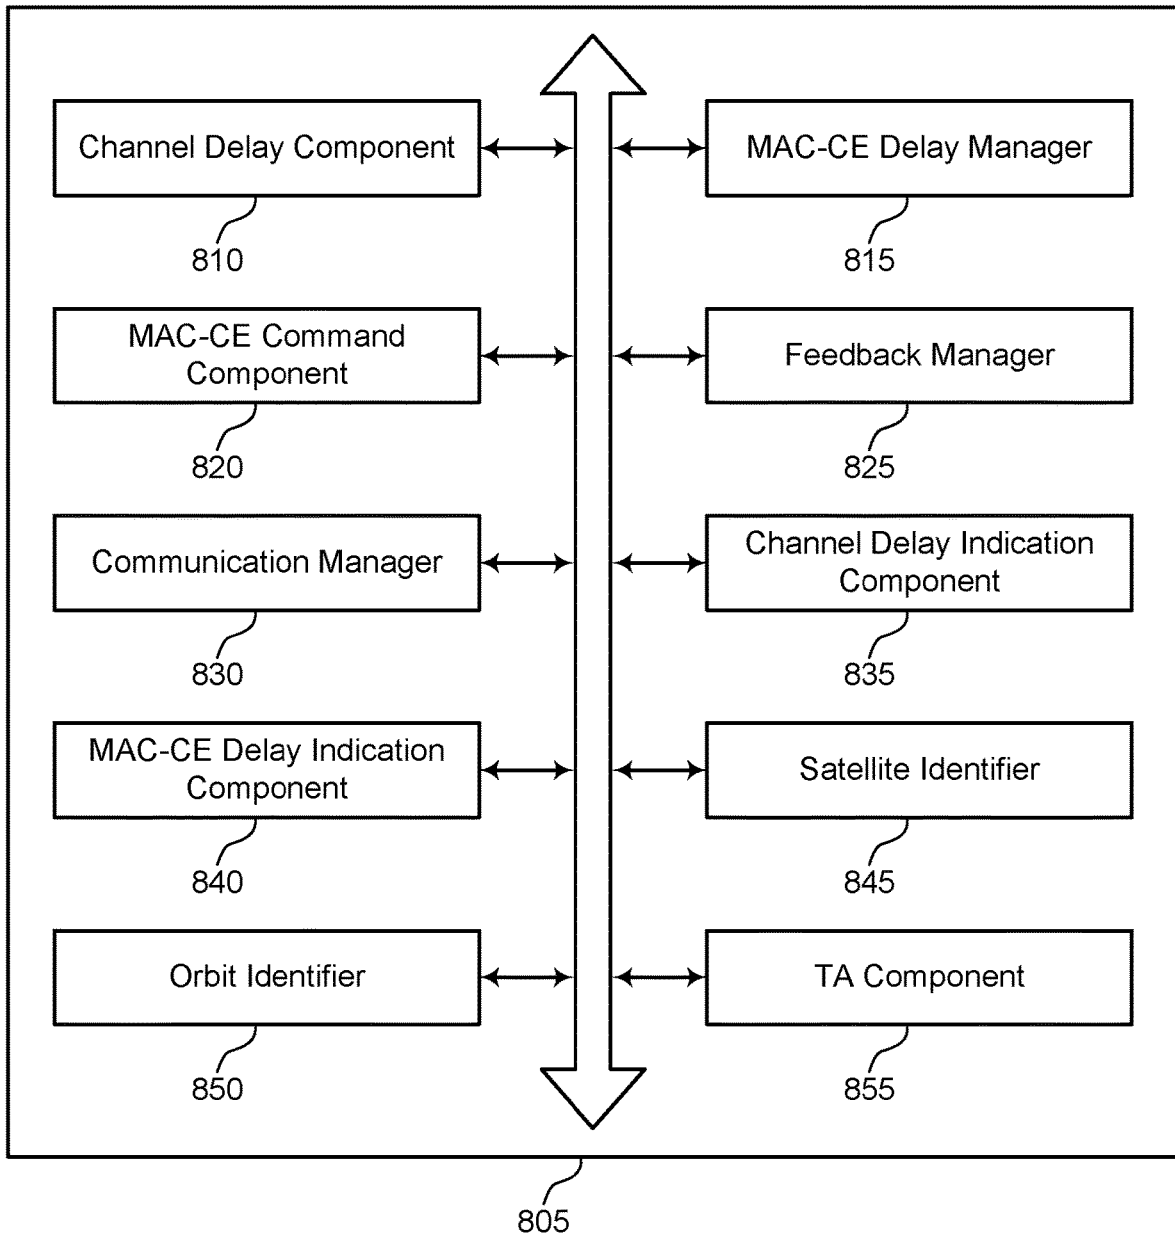 Channel Delay Component
810
MAC-CE Delay Manager
815
MAC-CE Command
Component
820
Feedback Manager
825
Communication Manager
830
Channel Delay Indication
Component
835
MAC-CE Delay Indication
Component
840
Satellite Identifier
845
Orbit Identifier
850
TA Component
855
805